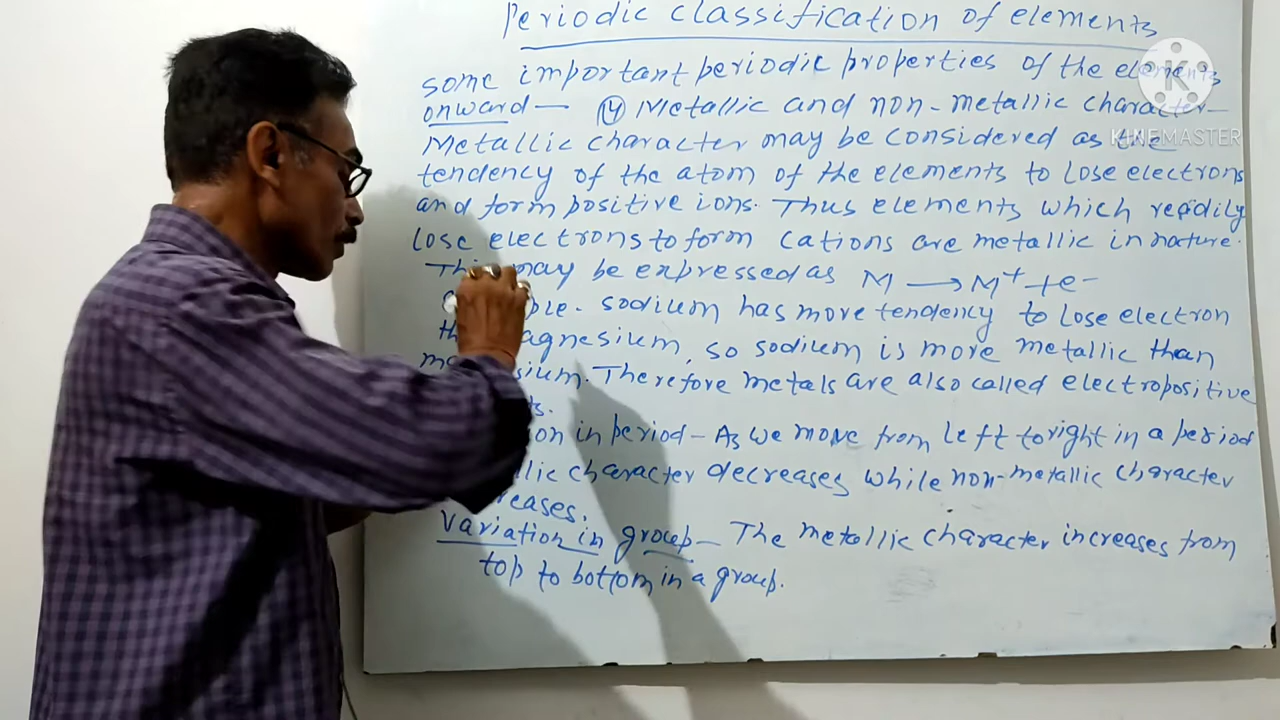 Periodic classification of elements
some important periodic properties of the elements
onward — (4) Metallic and non-metallic character—
Metallic character may be considered as the
tendency of the atom of the elements to lose electrons
and form positive ions. Thus elements which readily
lose electrons to form cations are metallic in nature.
may be expressed as M → M⁺ + e⁻
sodium has more tendency to lose electron
so sodium is more metallic than
Therefore metals are also called electropositive
in period — As we move from left to right in a period
character decreases while non-metallic character
Variation in group — The metallic character increases from
top to bottom in a group.
K
KINEMASTER